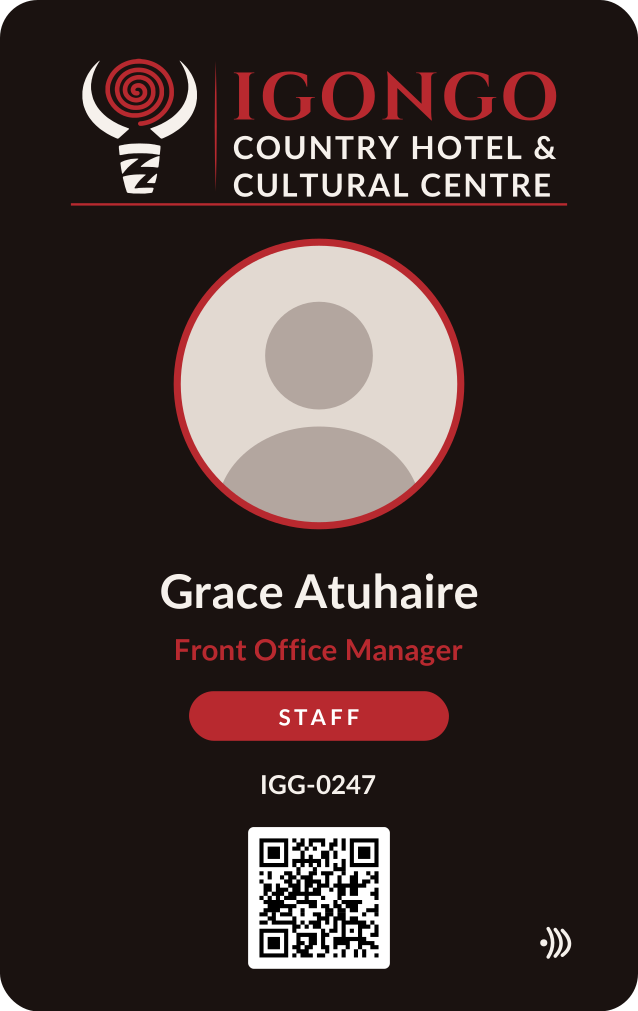 IGONGO
COUNTRY HOTEL &
CULTURAL CENTRE
Grace Atuhaire
Front Office Manager
STAFF
IGG-0247